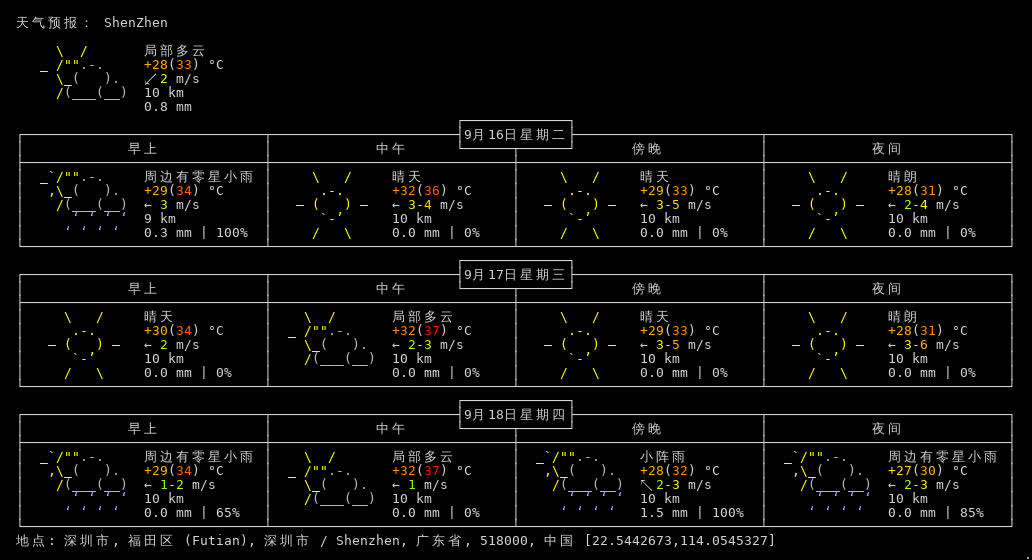 天气预报： ShenZhen
局部多云
+28(33) °C
↙ 2 m/s
10 km
0.8 mm
9月16日星期二
早上 中午 傍晚 夜间
周边有零星小雨 晴天 晴天 晴朗
+29(34) °C +32(36) °C +29(33) °C +28(31) °C
← 3 m/s ← 3-4 m/s ← 3-5 m/s ← 2-4 m/s
9 km 10 km 10 km 10 km
0.3 mm | 100% 0.0 mm | 0% 0.0 mm | 0% 0.0 mm | 0%
9月17日星期三
早上 中午 傍晚 夜间
晴天 局部多云 晴天 晴朗
+30(34) °C +32(37) °C +29(33) °C +28(31) °C
← 2 m/s ← 2-3 m/s ← 3-5 m/s ← 3-6 m/s
10 km 10 km 10 km 10 km
0.0 mm | 0% 0.0 mm | 0% 0.0 mm | 0% 0.0 mm | 0%
9月18日星期四
早上 中午 傍晚 夜间
周边有零星小雨 局部多云 小阵雨 周边有零星小雨
+29(34) °C +32(37) °C +28(32) °C +27(30) °C
← 1-2 m/s ← 1 m/s ↖ 2-3 m/s ← 2-3 m/s
10 km 10 km 10 km 10 km
0.0 mm | 65% 0.0 mm | 0% 1.5 mm | 100% 0.0 mm | 85%
地点: 深圳市, 福田区 (Futian), 深圳市 / Shenzhen, 广东省, 518000, 中国 [22.5442673,114.0545327]